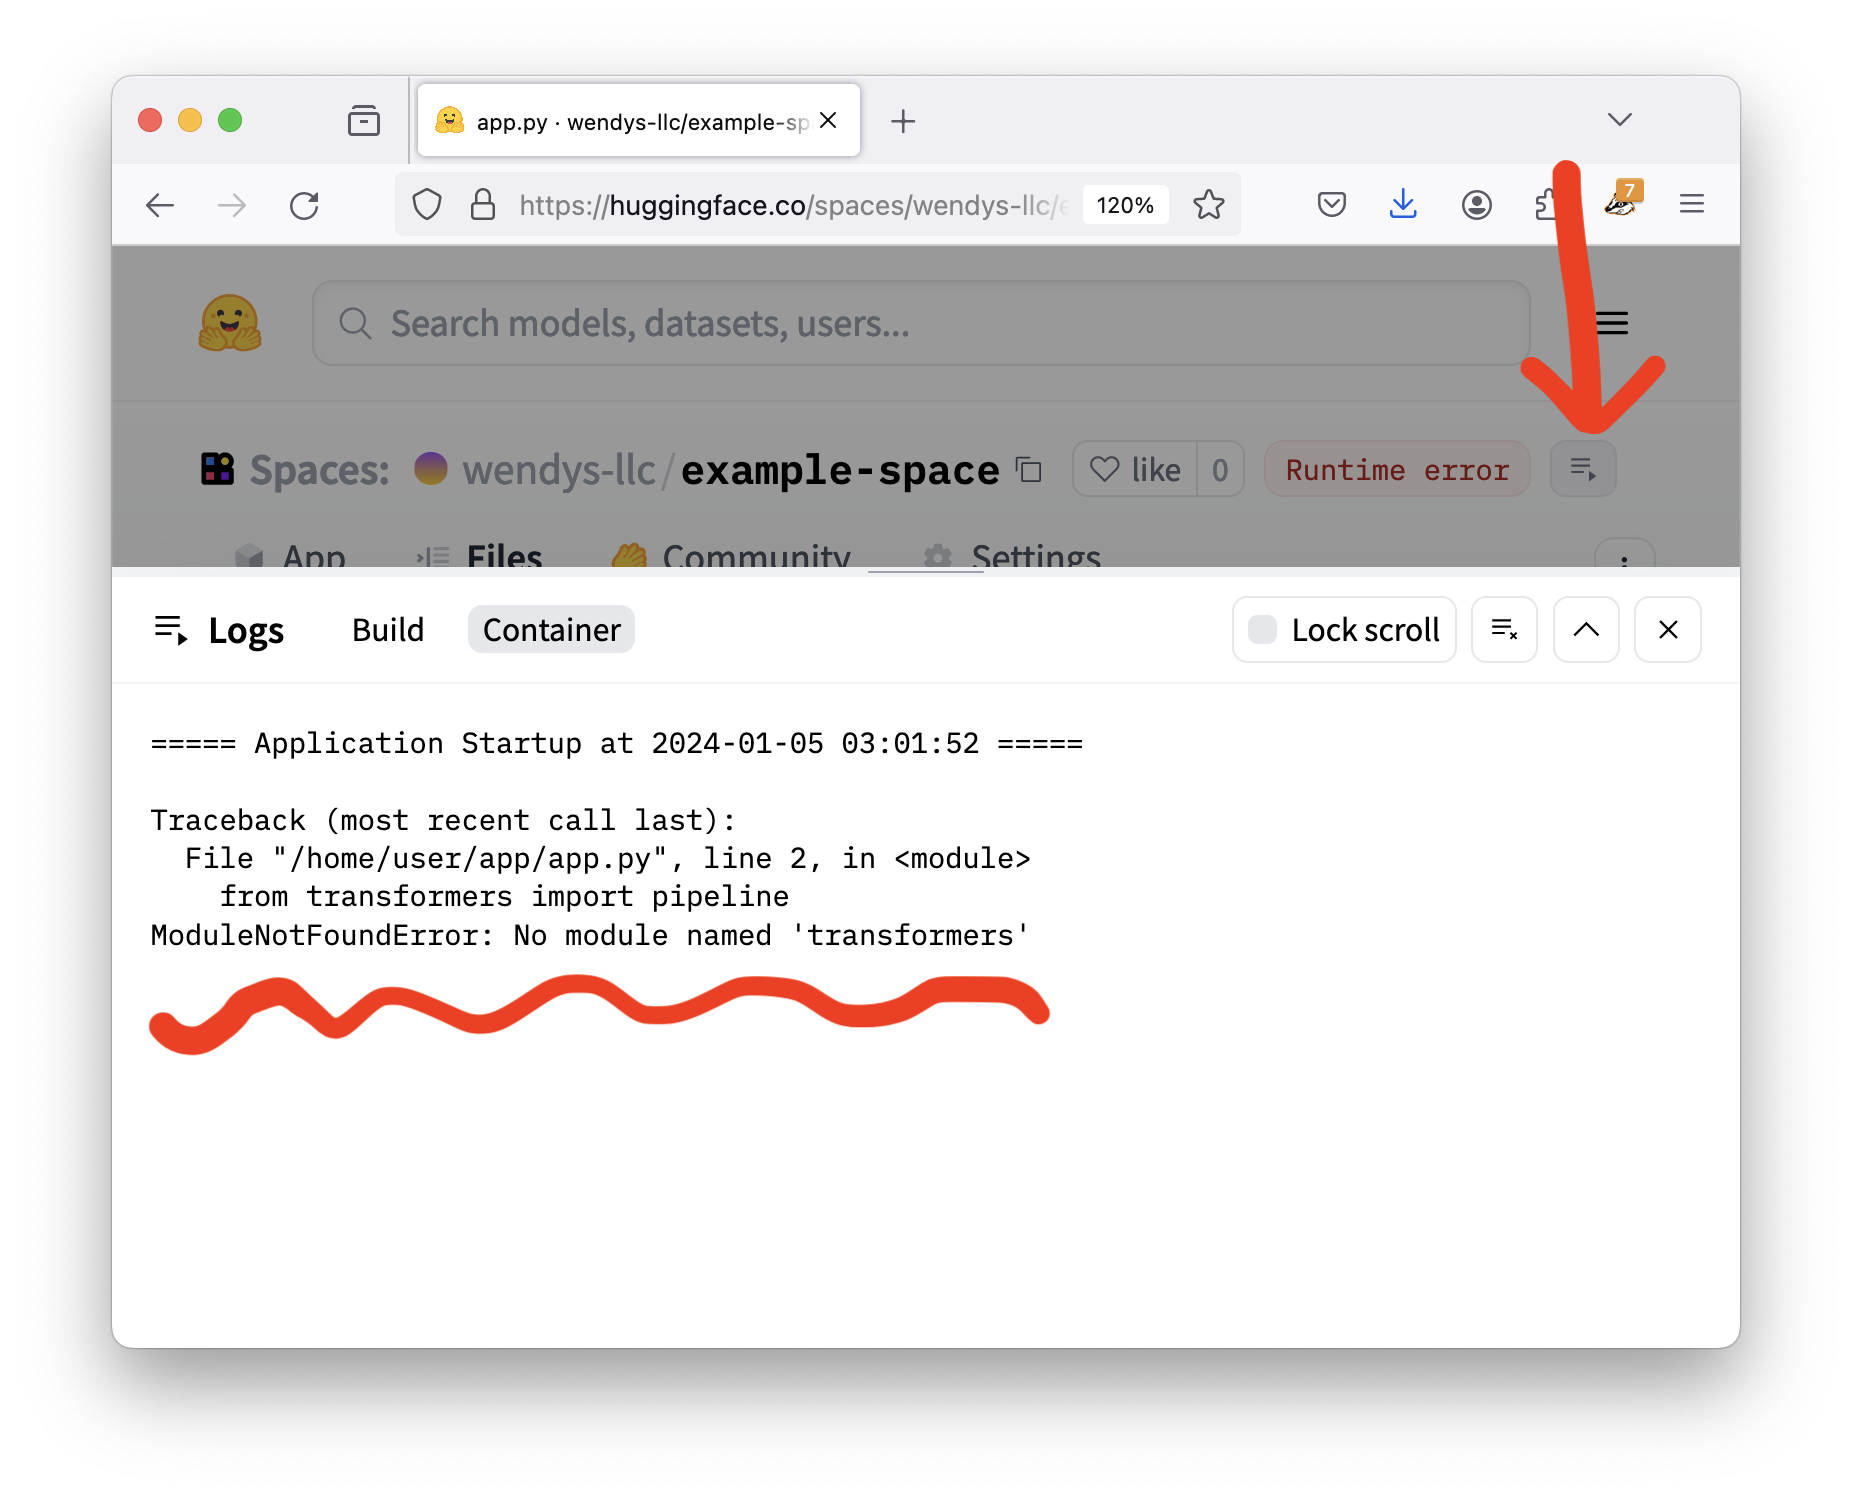 app.py · wendys-llc/example-sp
https://huggingface.co/spaces/wendys-llc/e
120%
7
Search models, datasets, users...
Spaces: wendys-llc/example-space
like 0
Runtime error
App Files Community Settings
Logs Build Container Lock scroll
===== Application Startup at 2024-01-05 03:01:52 =====
Traceback (most recent call last):
File "/home/user/app/app.py", line 2, in <module>
from transformers import pipeline
ModuleNotFoundError: No module named 'transformers'